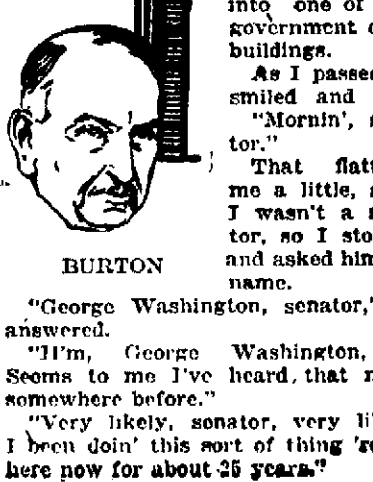 into one of
government
buildings.
As I passed
smiled and
"Mornin', s
tor."
That flatt
me a little, a
I wasn't a s
tor, so I sto
and asked him
name.
BURTON
"George Washington, senator,"
answered.
"H'm, George Washington,
Seems to me I've heard that n
somewhere before."
"Very likely, senator, very li
I been doin' this sort of thing 're
here now for about 25 years."